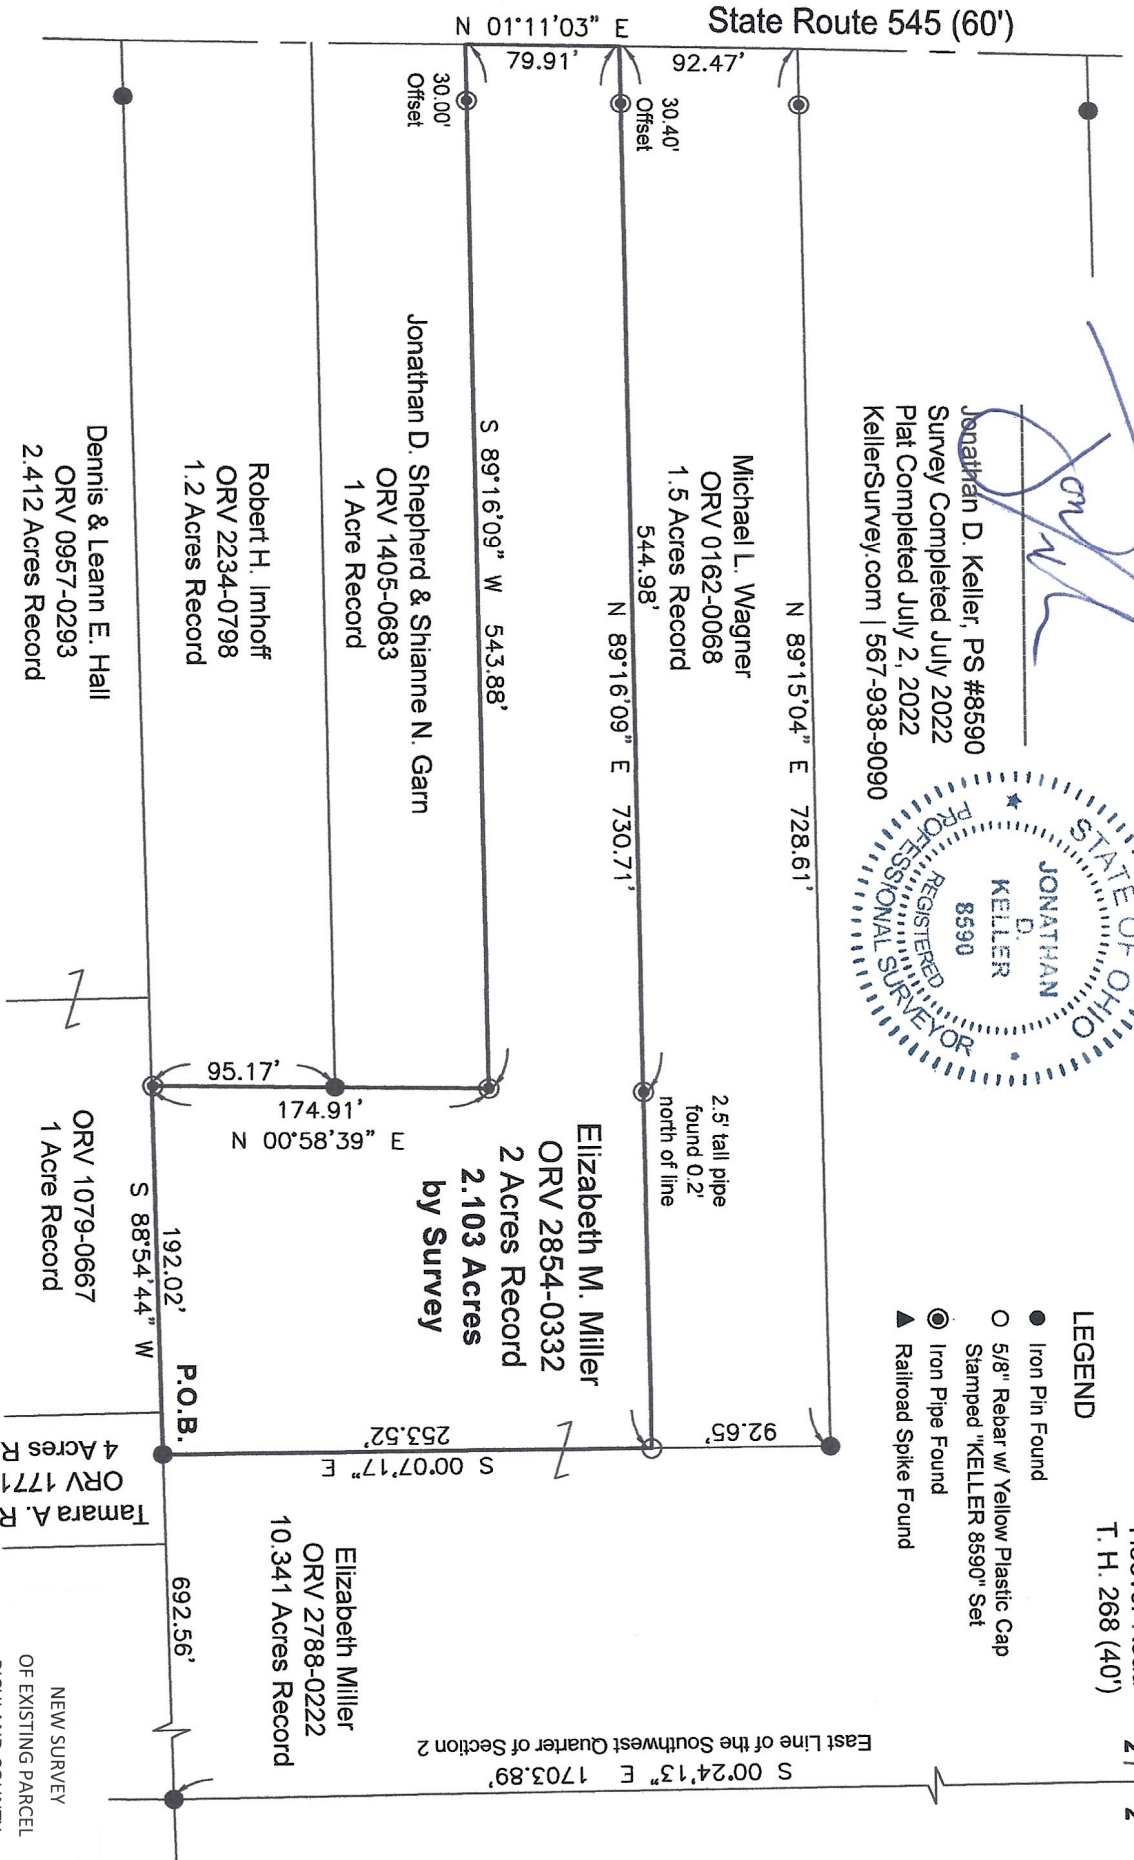 State Route 545 (60')
N 01°11'03" E
79.91'
92.47'
30.00'
Offset
30.40'
Offset
Jonathan D. Keller, PS #8590
Survey Completed July 2022
Plat Completed July 2, 2022
KellerSurvey.com | 567-938-9090
STATE OF OHIO
JONATHAN
D.
KELLER
8590
REGISTERED
PROFESSIONAL SURVEYOR
T. H. 268 (40')
LEGEND
Iron Pin Found
5/8" Rebar w/ Yellow Plastic Cap
Stamped "KELLER 8590" Set
Iron Pipe Found
Railroad Spike Found
N 89°15'04" E 728.61'
Michael L. Wagner
ORV 0162-0068
1.5 Acres Record
544.98'
N 89°16'09" E 730.71'
2.5' tall pipe
found 0.2'
north of line
92.65'
S 89°16'09" W 543.88'
Jonathan D. Shepherd & Shianne N. Garn
ORV 1405-0683
1 Acre Record
Robert H. Imhoff
ORV 2234-0798
1.2 Acres Record
Dennis & Leann E. Hall
ORV 0957-0293
2.412 Acres Record
95.17'
174.91'
N 00°58'39" E
Elizabeth M. Miller
ORV 2854-0332
2 Acres Record
2.103 Acres
by Survey
253.52'
S 00°07'17" E
P.O.B.
192.02'
S 88°54'44" W
ORV 1079-0667
1 Acre Record
Tamara A. R
ORV 1771
4 Acres R
Elizabeth Miller
ORV 2788-0222
10.341 Acres Record
692.56'
East Line of the Southwest Quarter of Section 2
S 00°24'13" E 1703.89'
NEW SURVEY
OF EXISTING PARCEL